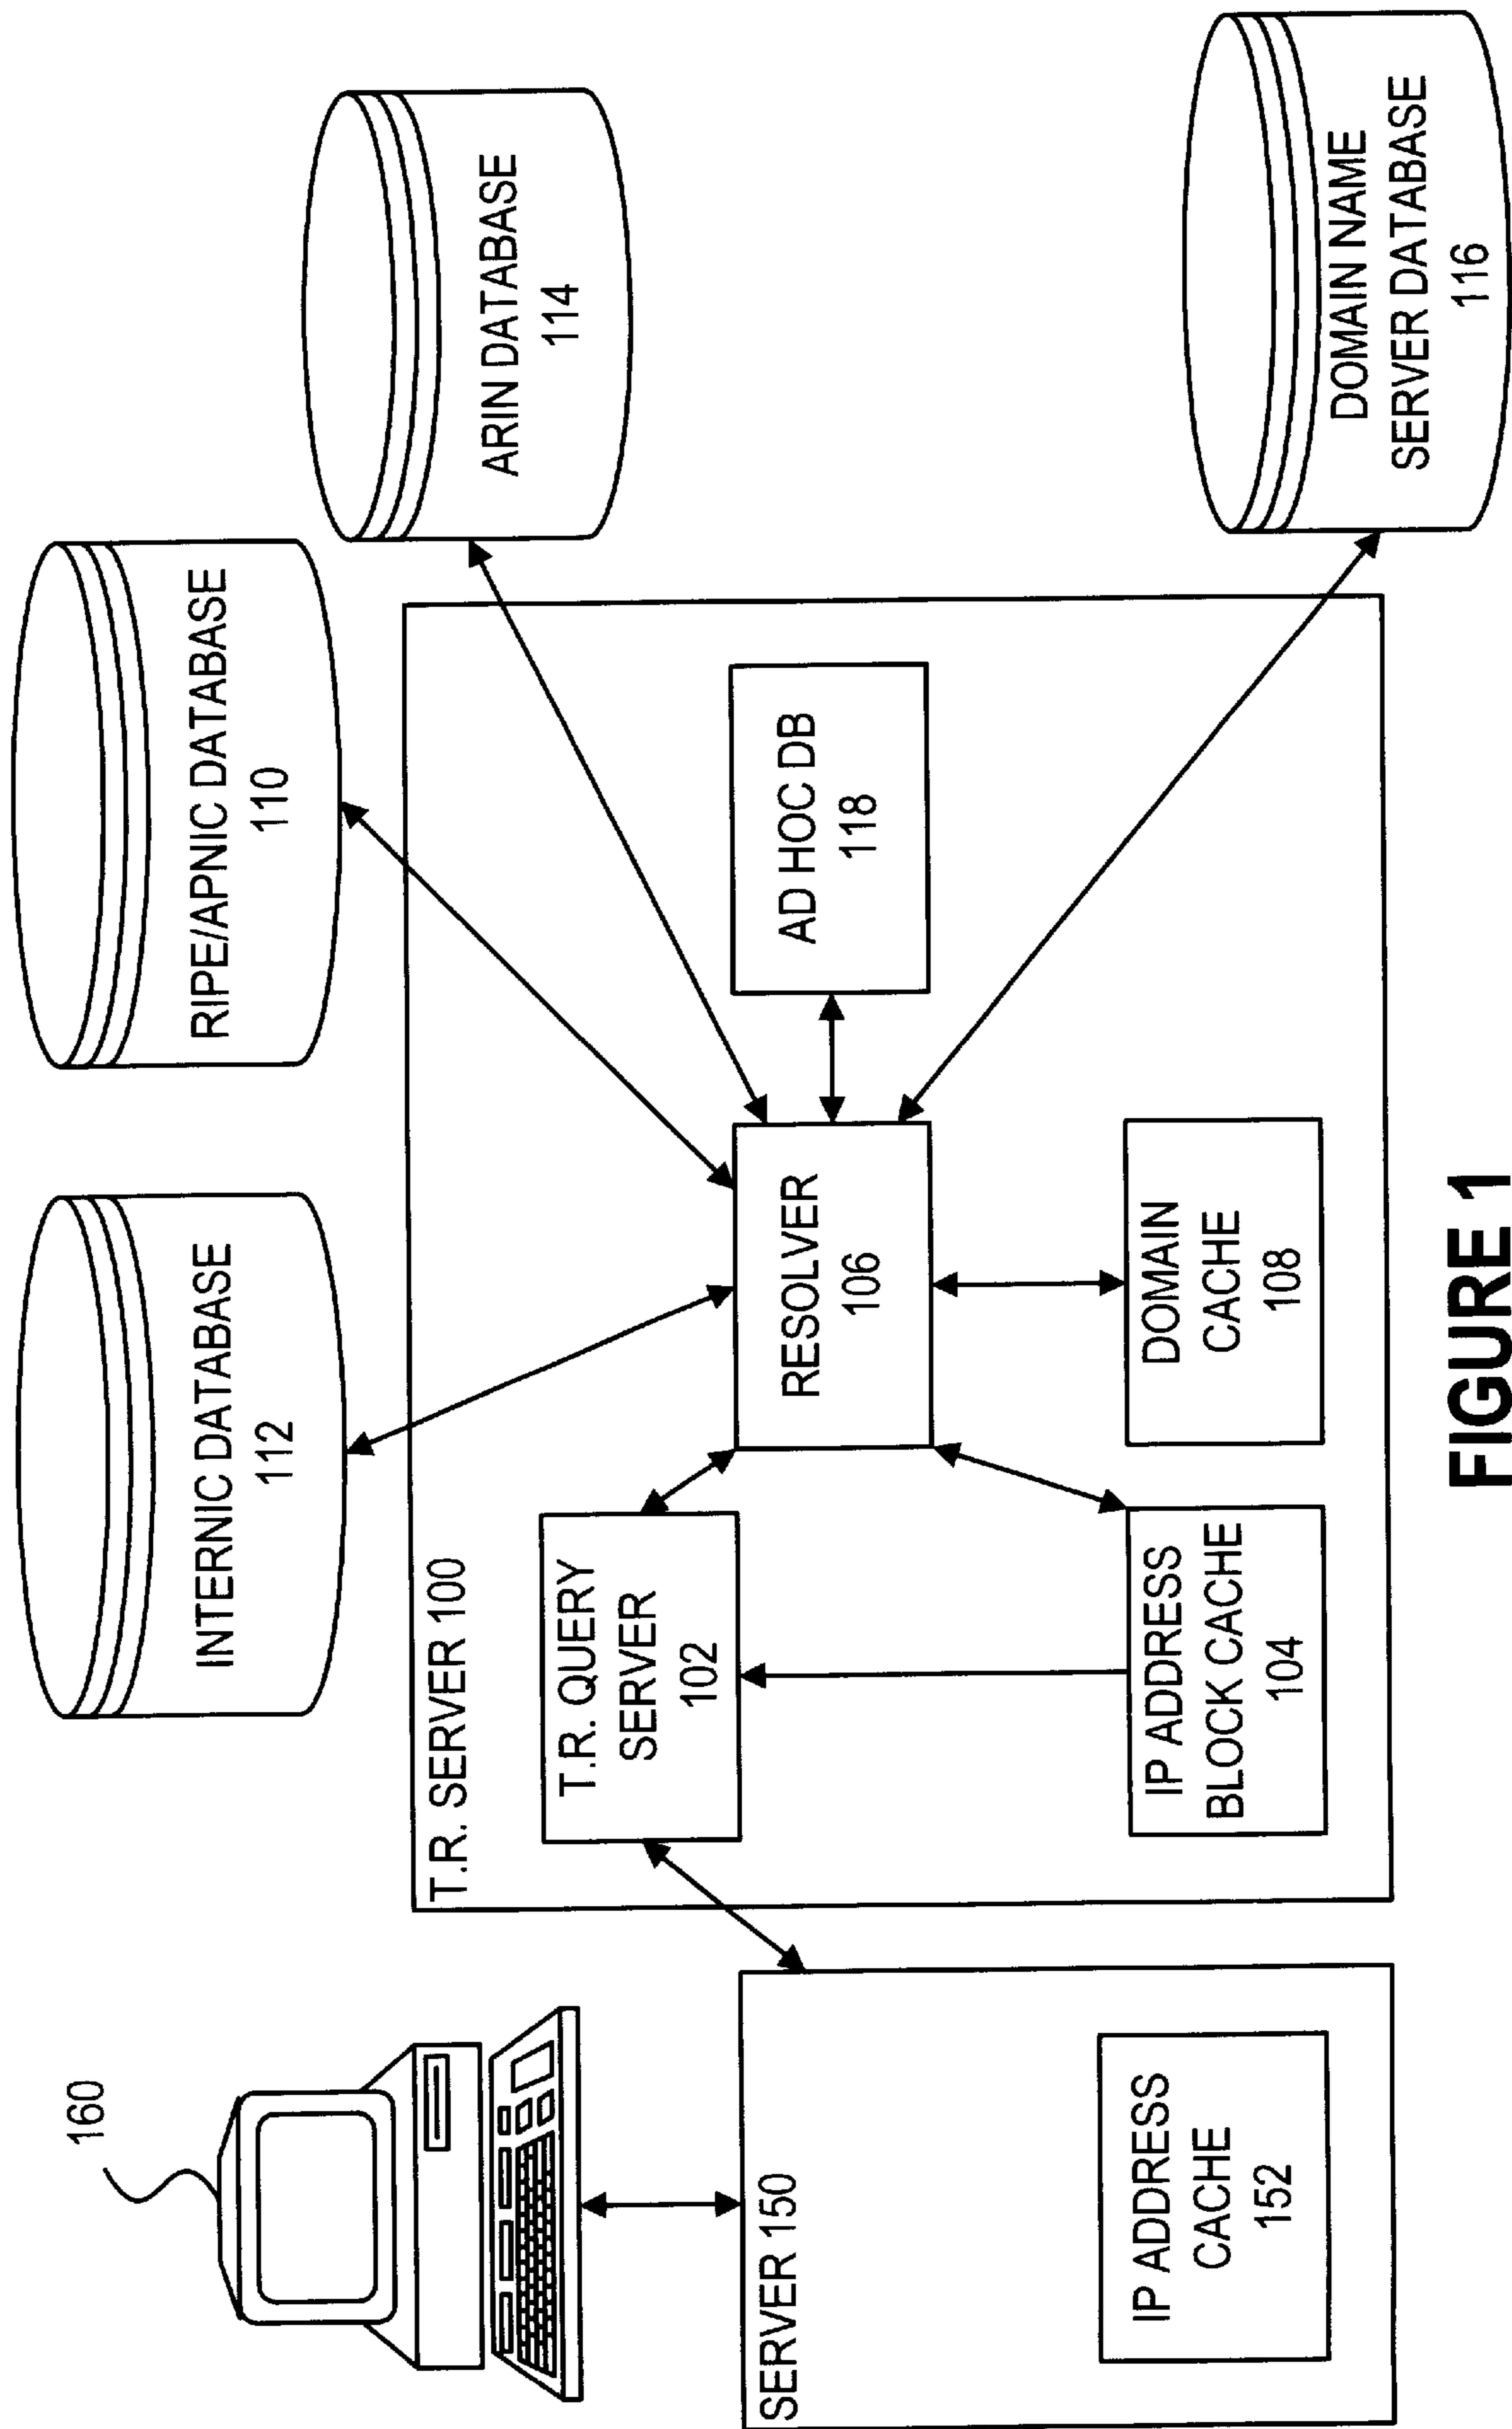 160
INTERNIC DATABASE
112
RIPE/APNIC DATABASE
110
ARIN DATABASE
114
T.R. SERVER 100
T.R. QUERY
SERVER
102
RESOLVER
106
AD HOC DB
118
SERVER 150
IP ADDRESS
CACHE
152
IP ADDRESS
BLOCK CACHE
104
DOMAIN
CACHE
108
DOMAIN NAME
SERVER DATABASE
116
FIGURE 1